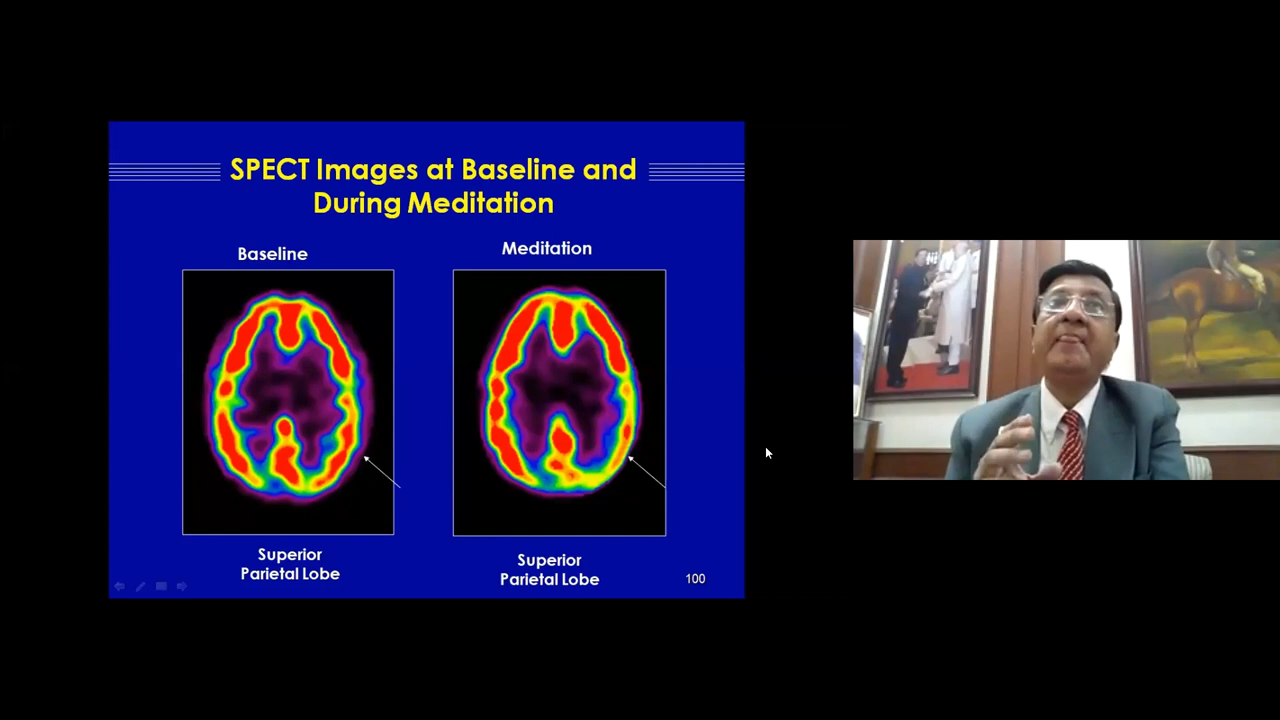 SPECT Images at Baseline and
During Meditation
Baseline
Meditation
Superior
Parietal Lobe
Superior
Parietal Lobe
100